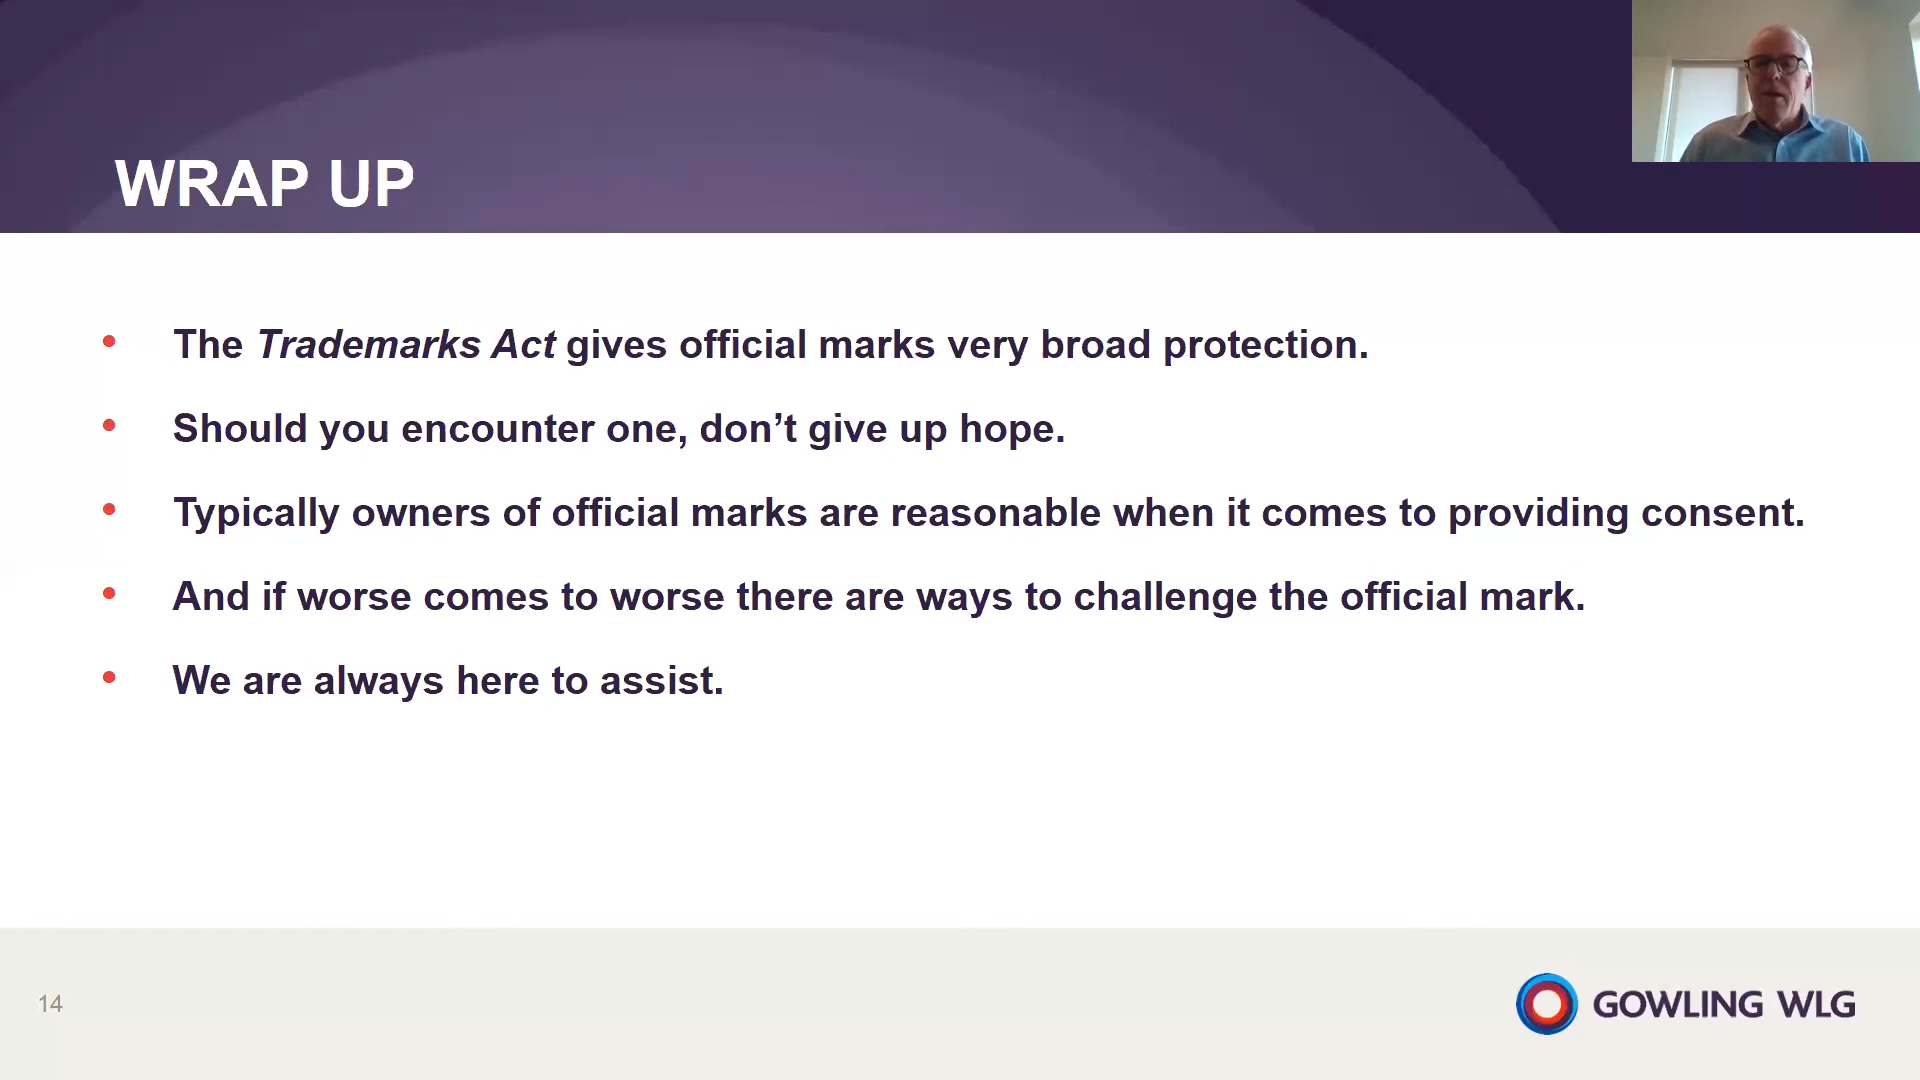 WRAP UP
• The Trademarks Act gives official marks very broad protection.
• Should you encounter one, don’t give up hope.
• Typically owners of official marks are reasonable when it comes to providing consent.
• And if worse comes to worse there are ways to challenge the official mark.
• We are always here to assist.
14
GOWLING WLG